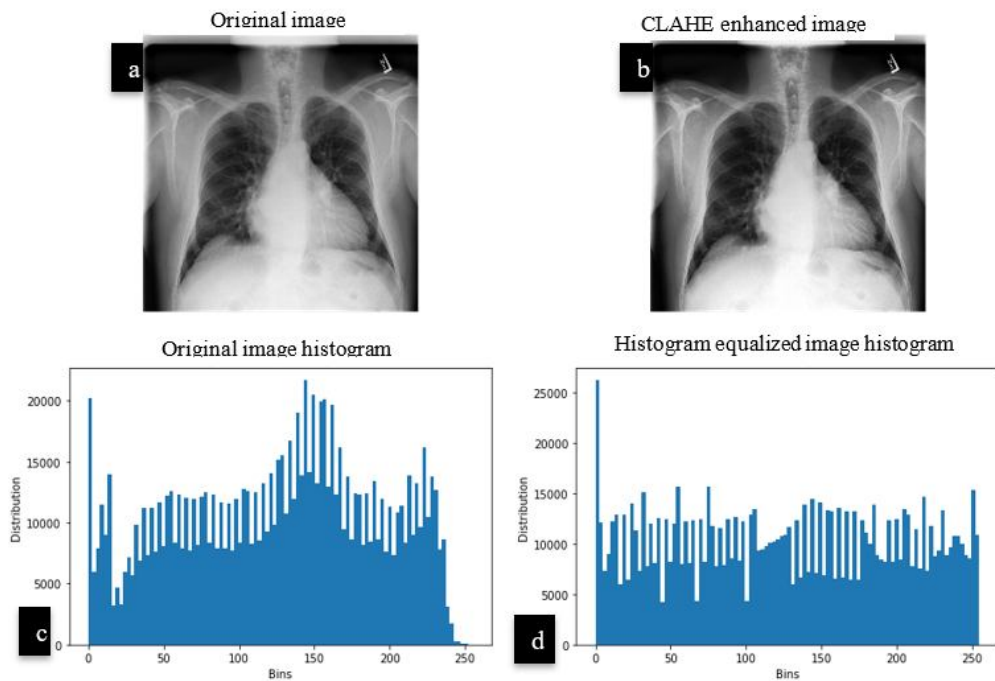 Original image
CLAHE enhanced image
a
b
Original image histogram
Histogram equalized image histogram
20000
15000
10000
5000
0
Distribution
0 50 100 150 200 250
Bins
c
25000
20000
15000
10000
5000
0
Distribution
0 50 100 150 200 250
Bins
d